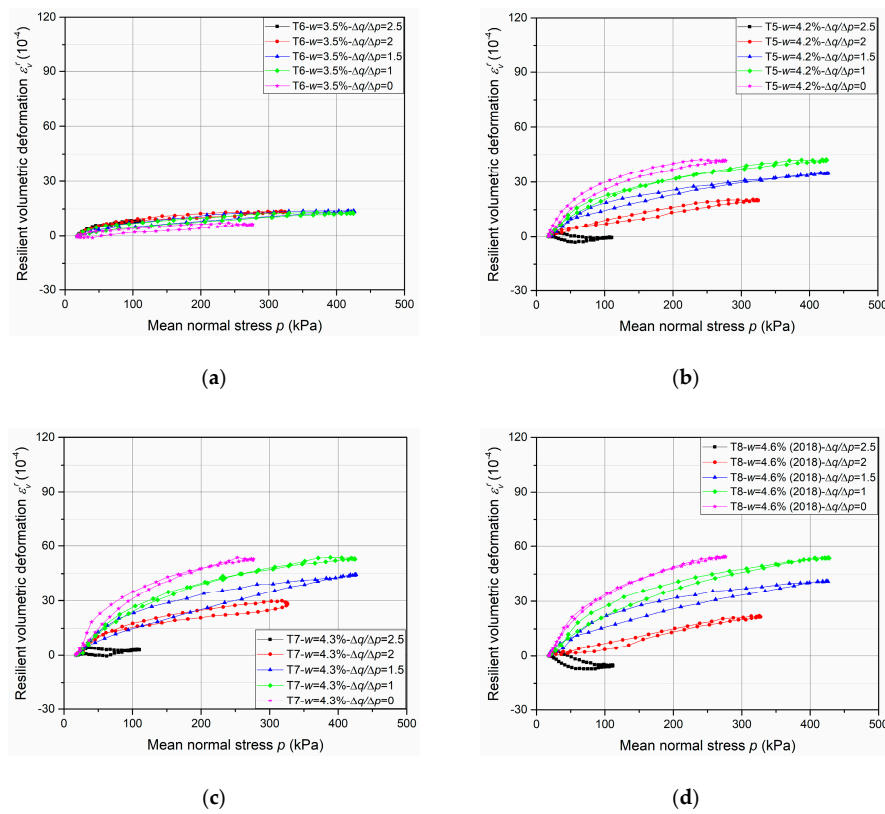 T6-w=3.5%-Δq/Δp=2.5
T6-w=3.5%-Δq/Δp=2
T6-w=3.5%-Δq/Δp=1.5
T6-w=3.5%-Δq/Δp=1
T6-w=3.5%-Δq/Δp=0
120
90
60
30
0
-30
0 100 200 300 400 500
Resilient volumetric deformation εᵥʳ (10⁻⁴)
Mean normal stress p (kPa)
(a)
T5-w=4.2%-Δq/Δp=2.5
T5-w=4.2%-Δq/Δp=2
T5-w=4.2%-Δq/Δp=1.5
T5-w=4.2%-Δq/Δp=1
T5-w=4.2%-Δq/Δp=0
120
90
60
30
0
-30
0 100 200 300 400 500
Resilient volumetric deformation εᵥʳ (10⁻⁴)
Mean normal stress p (kPa)
(b)
120
90
60
30
0
-30
0 100 200 300 400 500
Resilient volumetric deformation εᵥʳ (10⁻⁴)
T7-w=4.3%-Δq/Δp=2.5
T7-w=4.3%-Δq/Δp=2
T7-w=4.3%-Δq/Δp=1.5
T7-w=4.3%-Δq/Δp=1
T7-w=4.3%-Δq/Δp=0
Mean normal stress p (kPa)
(c)
T8-w=4.6% (2018)-Δq/Δp=2.5
T8-w=4.6% (2018)-Δq/Δp=2
T8-w=4.6% (2018)-Δq/Δp=1.5
T8-w=4.6% (2018)-Δq/Δp=1
T8-w=4.6% (2018)-Δq/Δp=0
120
90
60
30
0
-30
0 100 200 300 400 500
Resilient volumetric deformation εᵥʳ (10⁻⁴)
Mean normal stress p (kPa)
(d)